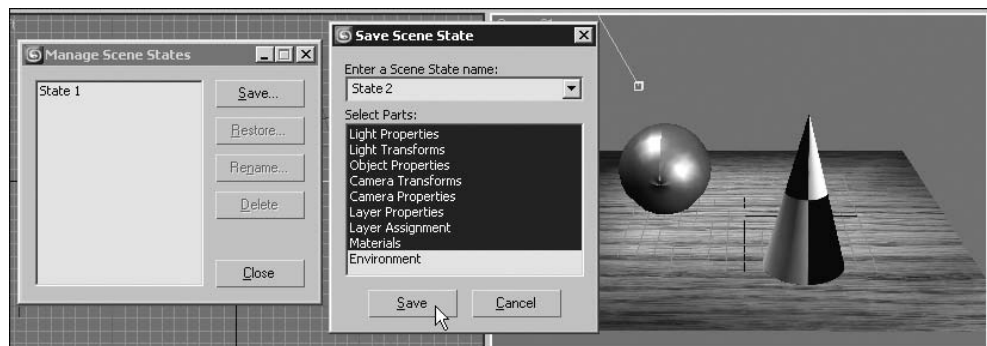 Manage Scene States
State 1
Save...
Restore...
Rename...
Delete
Close
Save Scene State
Enter a Scene State name:
State 2
Select Parts:
Light Properties
Light Transforms
Object Properties
Camera Transforms
Camera Properties
Layer Properties
Layer Assignment
Materials
Environment
Save
Cancel